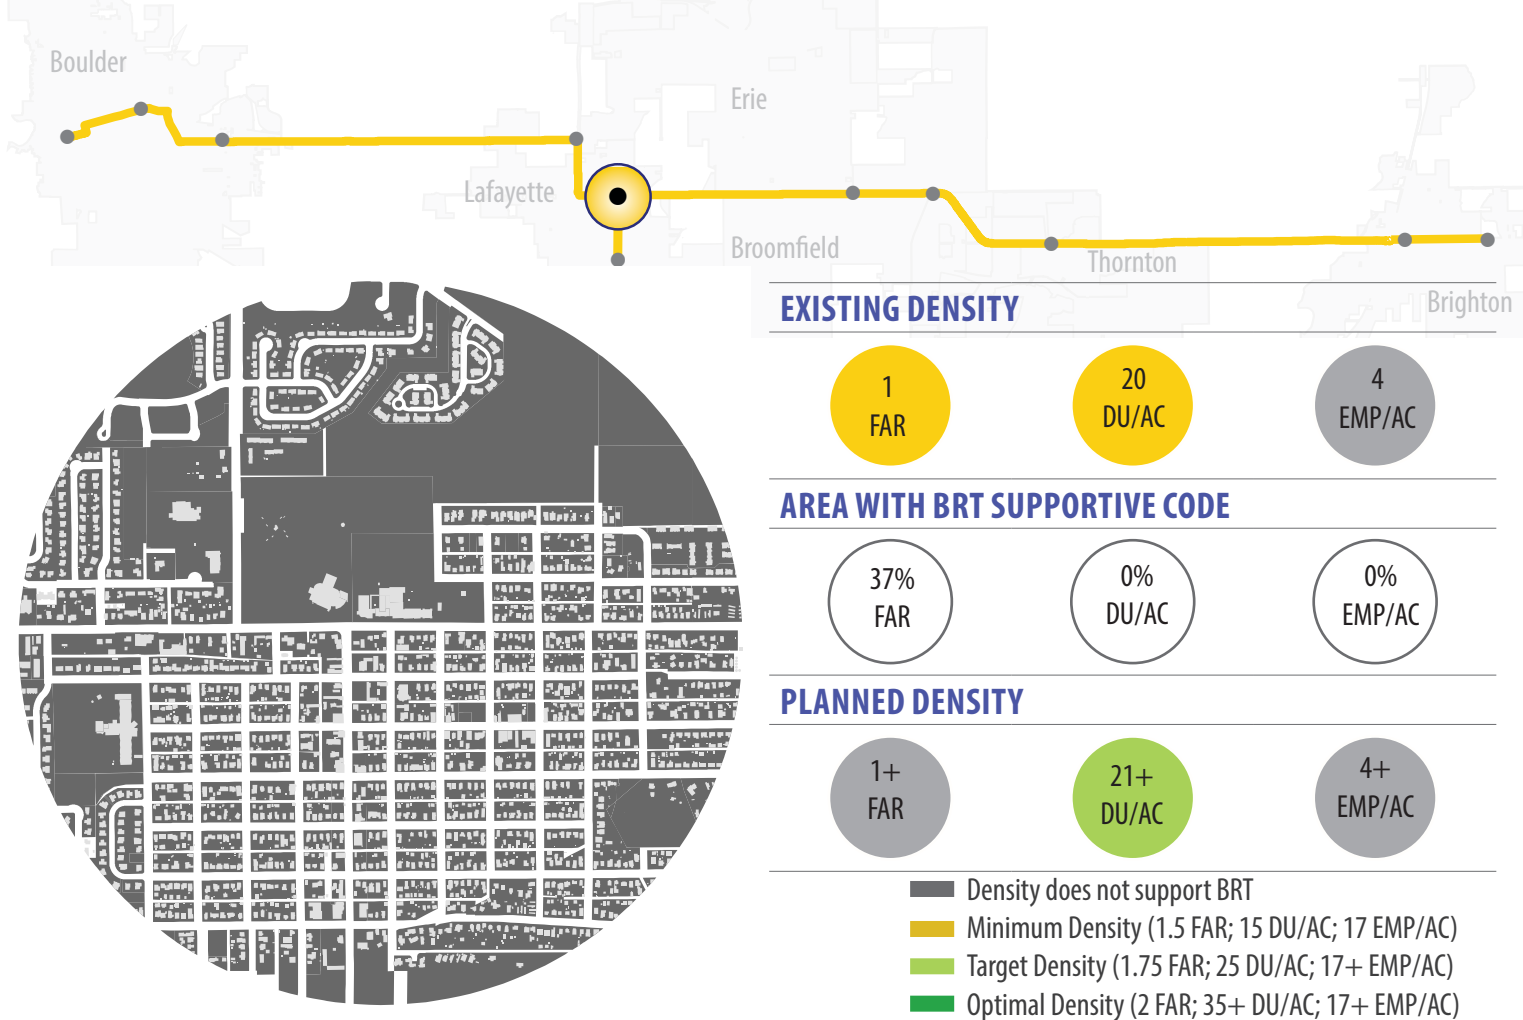 Boulder
Erie
Lafayette
Broomfield
Thornton
Brighton
EXISTING DENSITY
1
FAR
20
DU/AC
4
EMP/AC
AREA WITH BRT SUPPORTIVE CODE
37%
FAR
0%
DU/AC
0%
EMP/AC
PLANNED DENSITY
1+
FAR
21+
DU/AC
4+
EMP/AC
Density does not support BRT
Minimum Density (1.5 FAR; 15 DU/AC; 17 EMP/AC)
Target Density (1.75 FAR; 25 DU/AC; 17+ EMP/AC)
Optimal Density (2 FAR; 35+ DU/AC; 17+ EMP/AC)